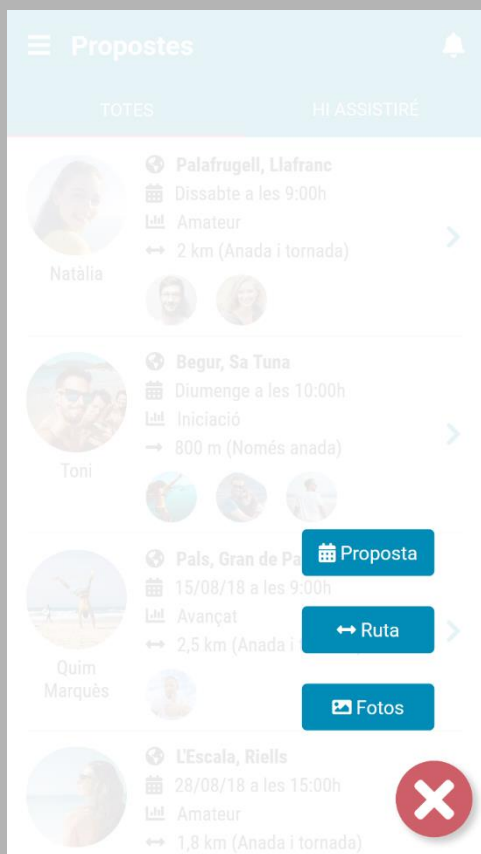 Propostes
TOTES
HI ASSISTIRÉ
Palafrugell, Llafranc
Dissabte a les 9:00h
Amateur
2 km (Anada i tornada)
Natàlia
Begur, Sa Tuna
Diumenge a les 10:00h
Iniciació
800 m (Només anada)
Toni
Proposta
Pals, Gran de
15/08/18 a les 9:00h
Avançat
Ruta
2,5 km (Anada i
Quim
Marquès
Fotos
L'Escala, Riells
28/08/18 a les 15:00h
Amateur
1,8 km (Anada i tornada)